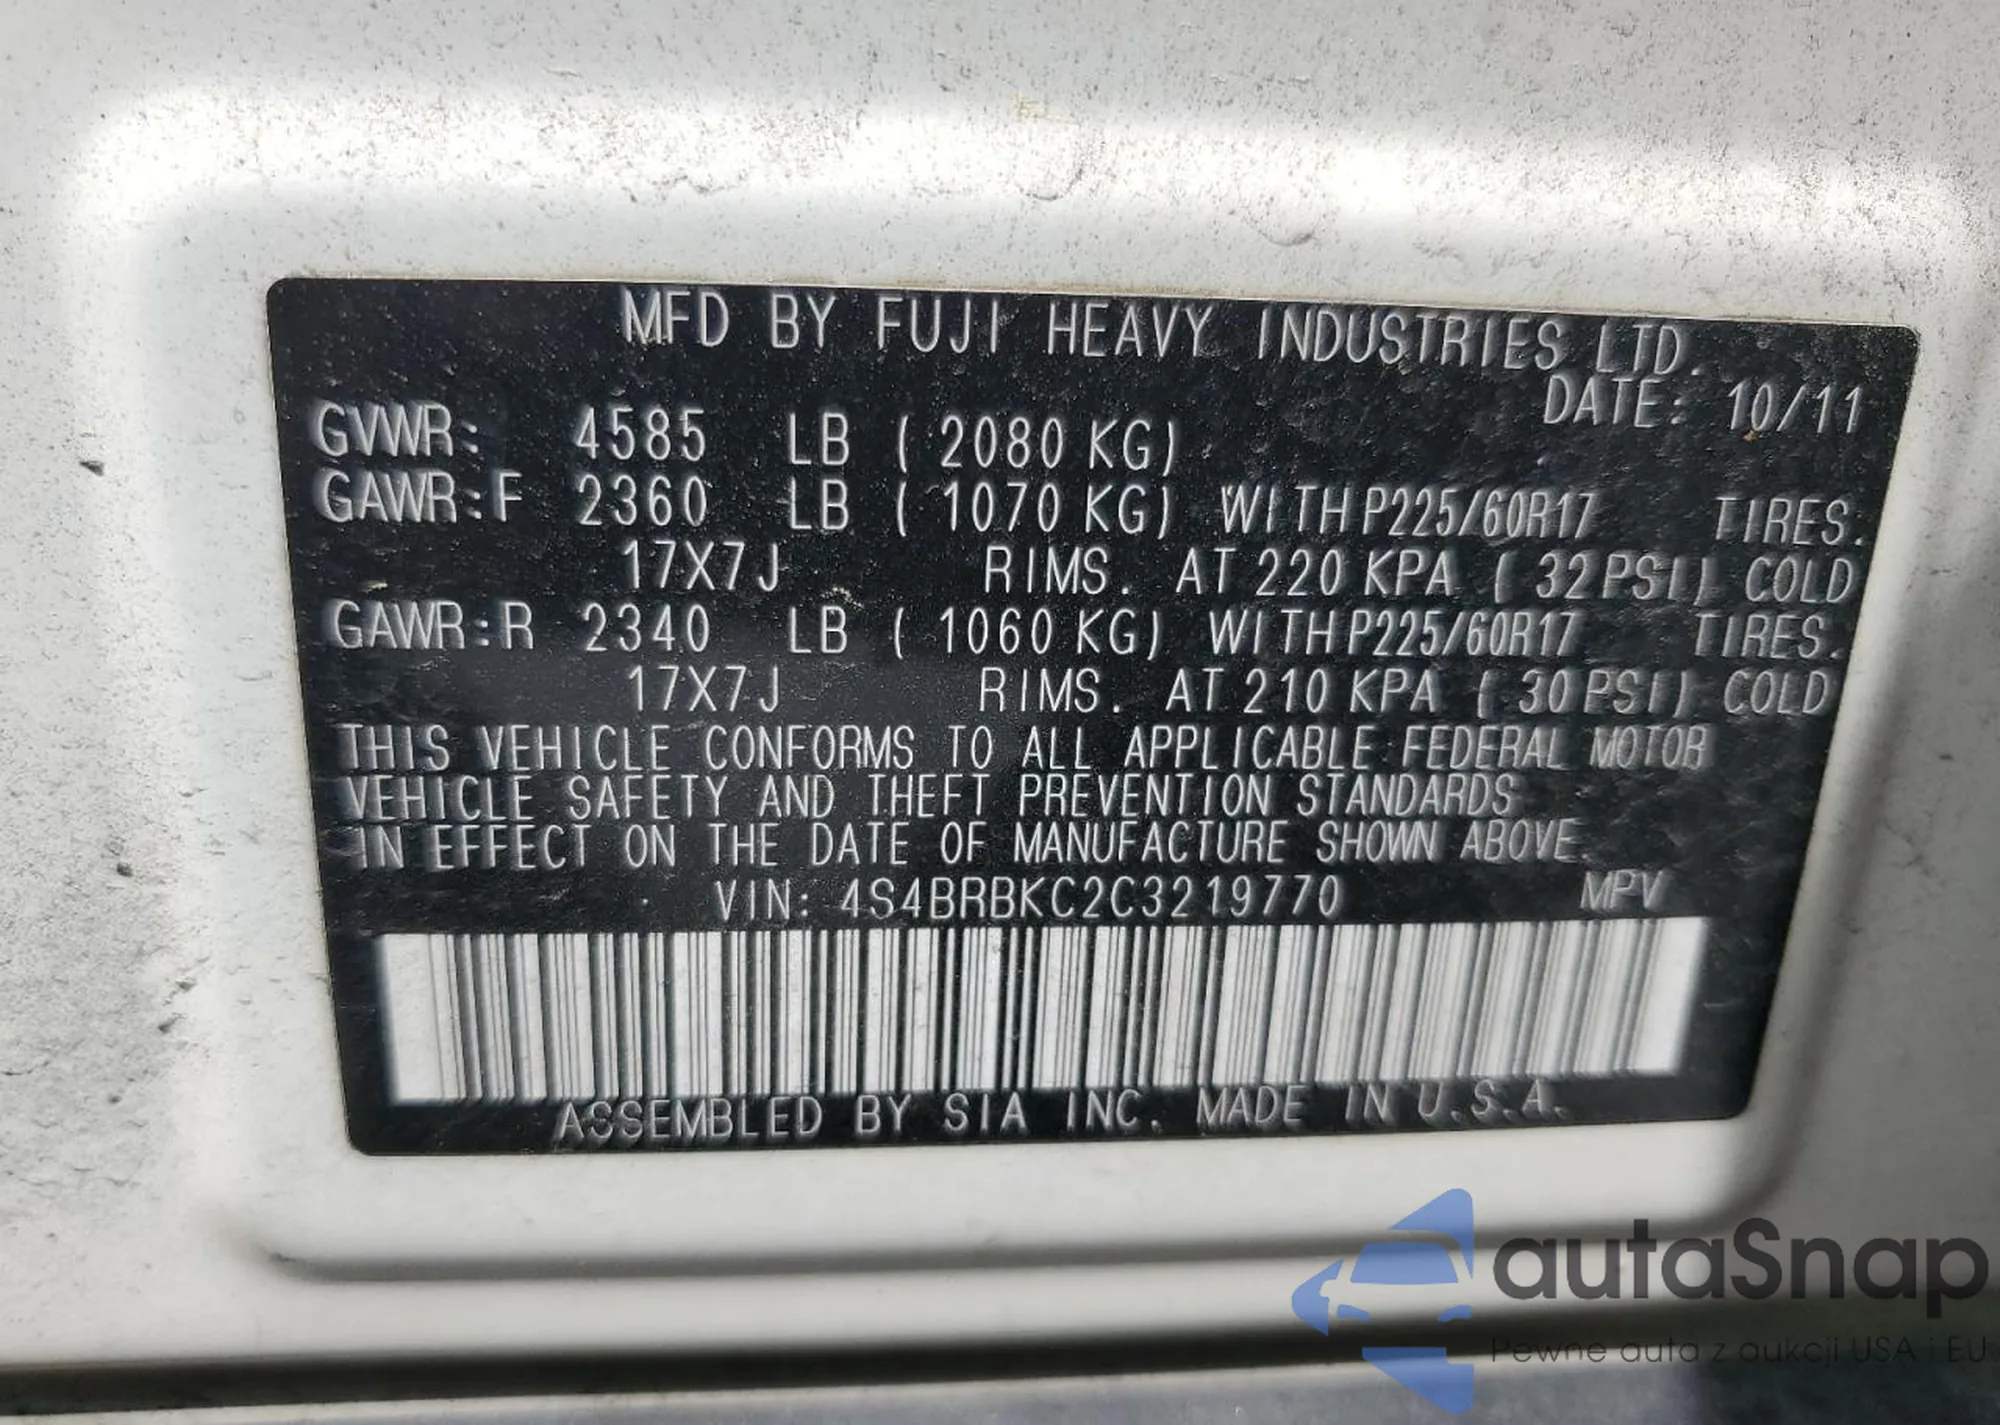 MFD BY FUJI HEAVY INDUSTRIES LTD.
DATE: 10/11
GVWR: 4585 LB ( 2080 KG)
GAWR:F 2360 LB ( 1070 KG) WITH P225/60R17 TIRES.
17X7J RIMS. AT 220 KPA ( 32PSI) COLD
GAWR:R 2340 LB ( 1060 KG) WITH P225/60R17 TIRES.
17X7J RIMS. AT 210 KPA ( 30PSI) COLD
THIS VEHICLE CONFORMS TO ALL APPLICABLE FEDERAL MOTOR
VEHICLE SAFETY AND THEFT PREVENTION STANDARDS
IN EFFECT ON THE DATE OF MANUFACTURE SHOWN ABOVE.
VIN: 4S4BRBKC2C3219770 MPV
ASSEMBLED BY SIA INC. MADE IN U.S.A.
autaSnap
Pewne auta z aukcji USA i EU